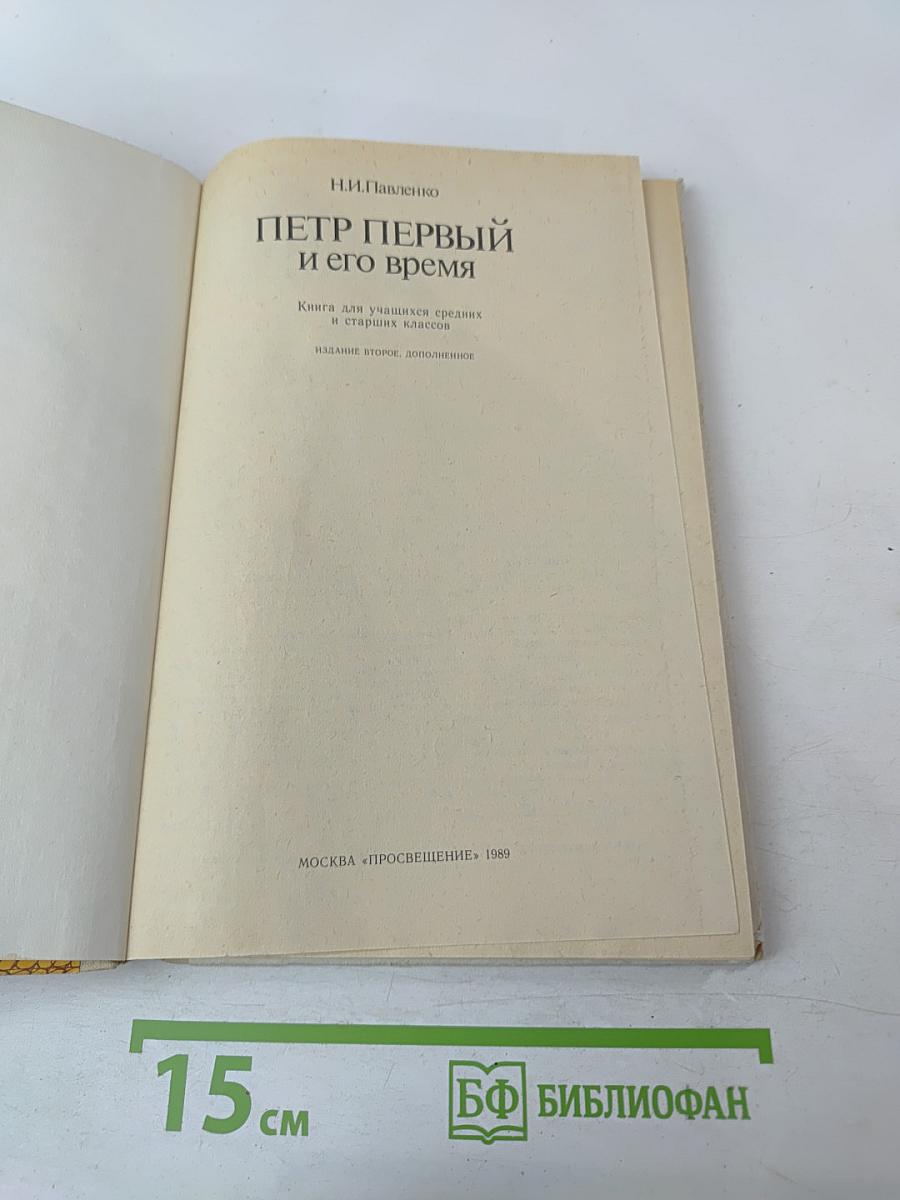 Н.И.Павленко
ПЕТР ПЕРВЫЙ
и его время
Книга для учащихся средних
и старших классов
ИЗДАНИЕ ВТОРОЕ, ДОПОЛНЕННОЕ
МОСКВА «ПРОСВЕЩЕНИЕ» 1989
15 см
БФ БИБЛИОФАН